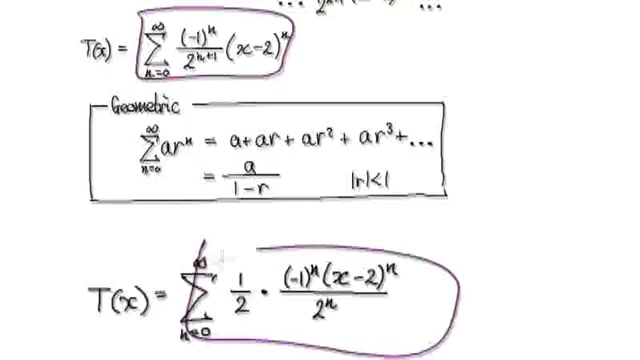 T(x) = ∑_{n=0}^{∞} (-1)^n / 2^{n+1} (x-2)^n
Geometric
∑_{n=0}^{∞} ar^n = a + ar + ar^2 + ar^3 + ...
= a / (1-r) |r|<1
T(x) = ∑_{n=0}^{∞} 1/2 · (-1)^n (x-2)^n / 2^n